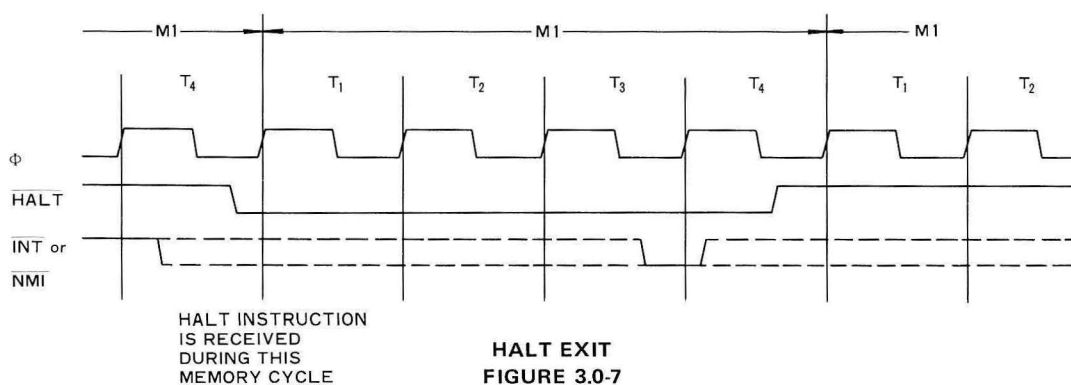 M1 M1 M1
T4 T1 T2 T3 T4 T1 T2
Φ
HALT
INT or
NMI
HALT INSTRUCTION
IS RECEIVED
DURING THIS
MEMORY CYCLE
HALT EXIT
FIGURE 3.0-7